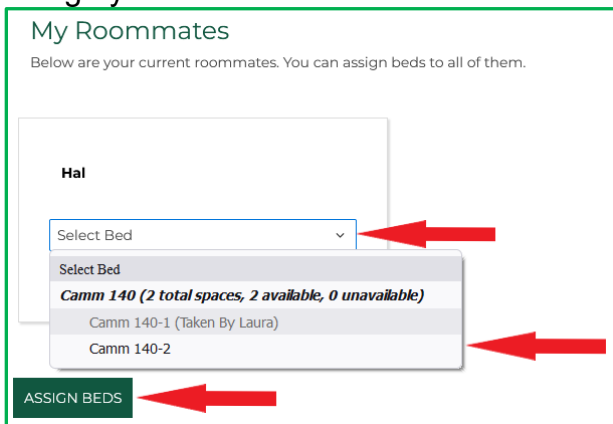 My Roommates
Below are your current roommates. You can assign beds to all of them.
Hal
Select Bed
Select Bed
Camm 140 (2 total spaces, 2 available, 0 unavailable)
Camm 140-1 (Taken By Laura)
Camm 140-2
ASSIGN BEDS